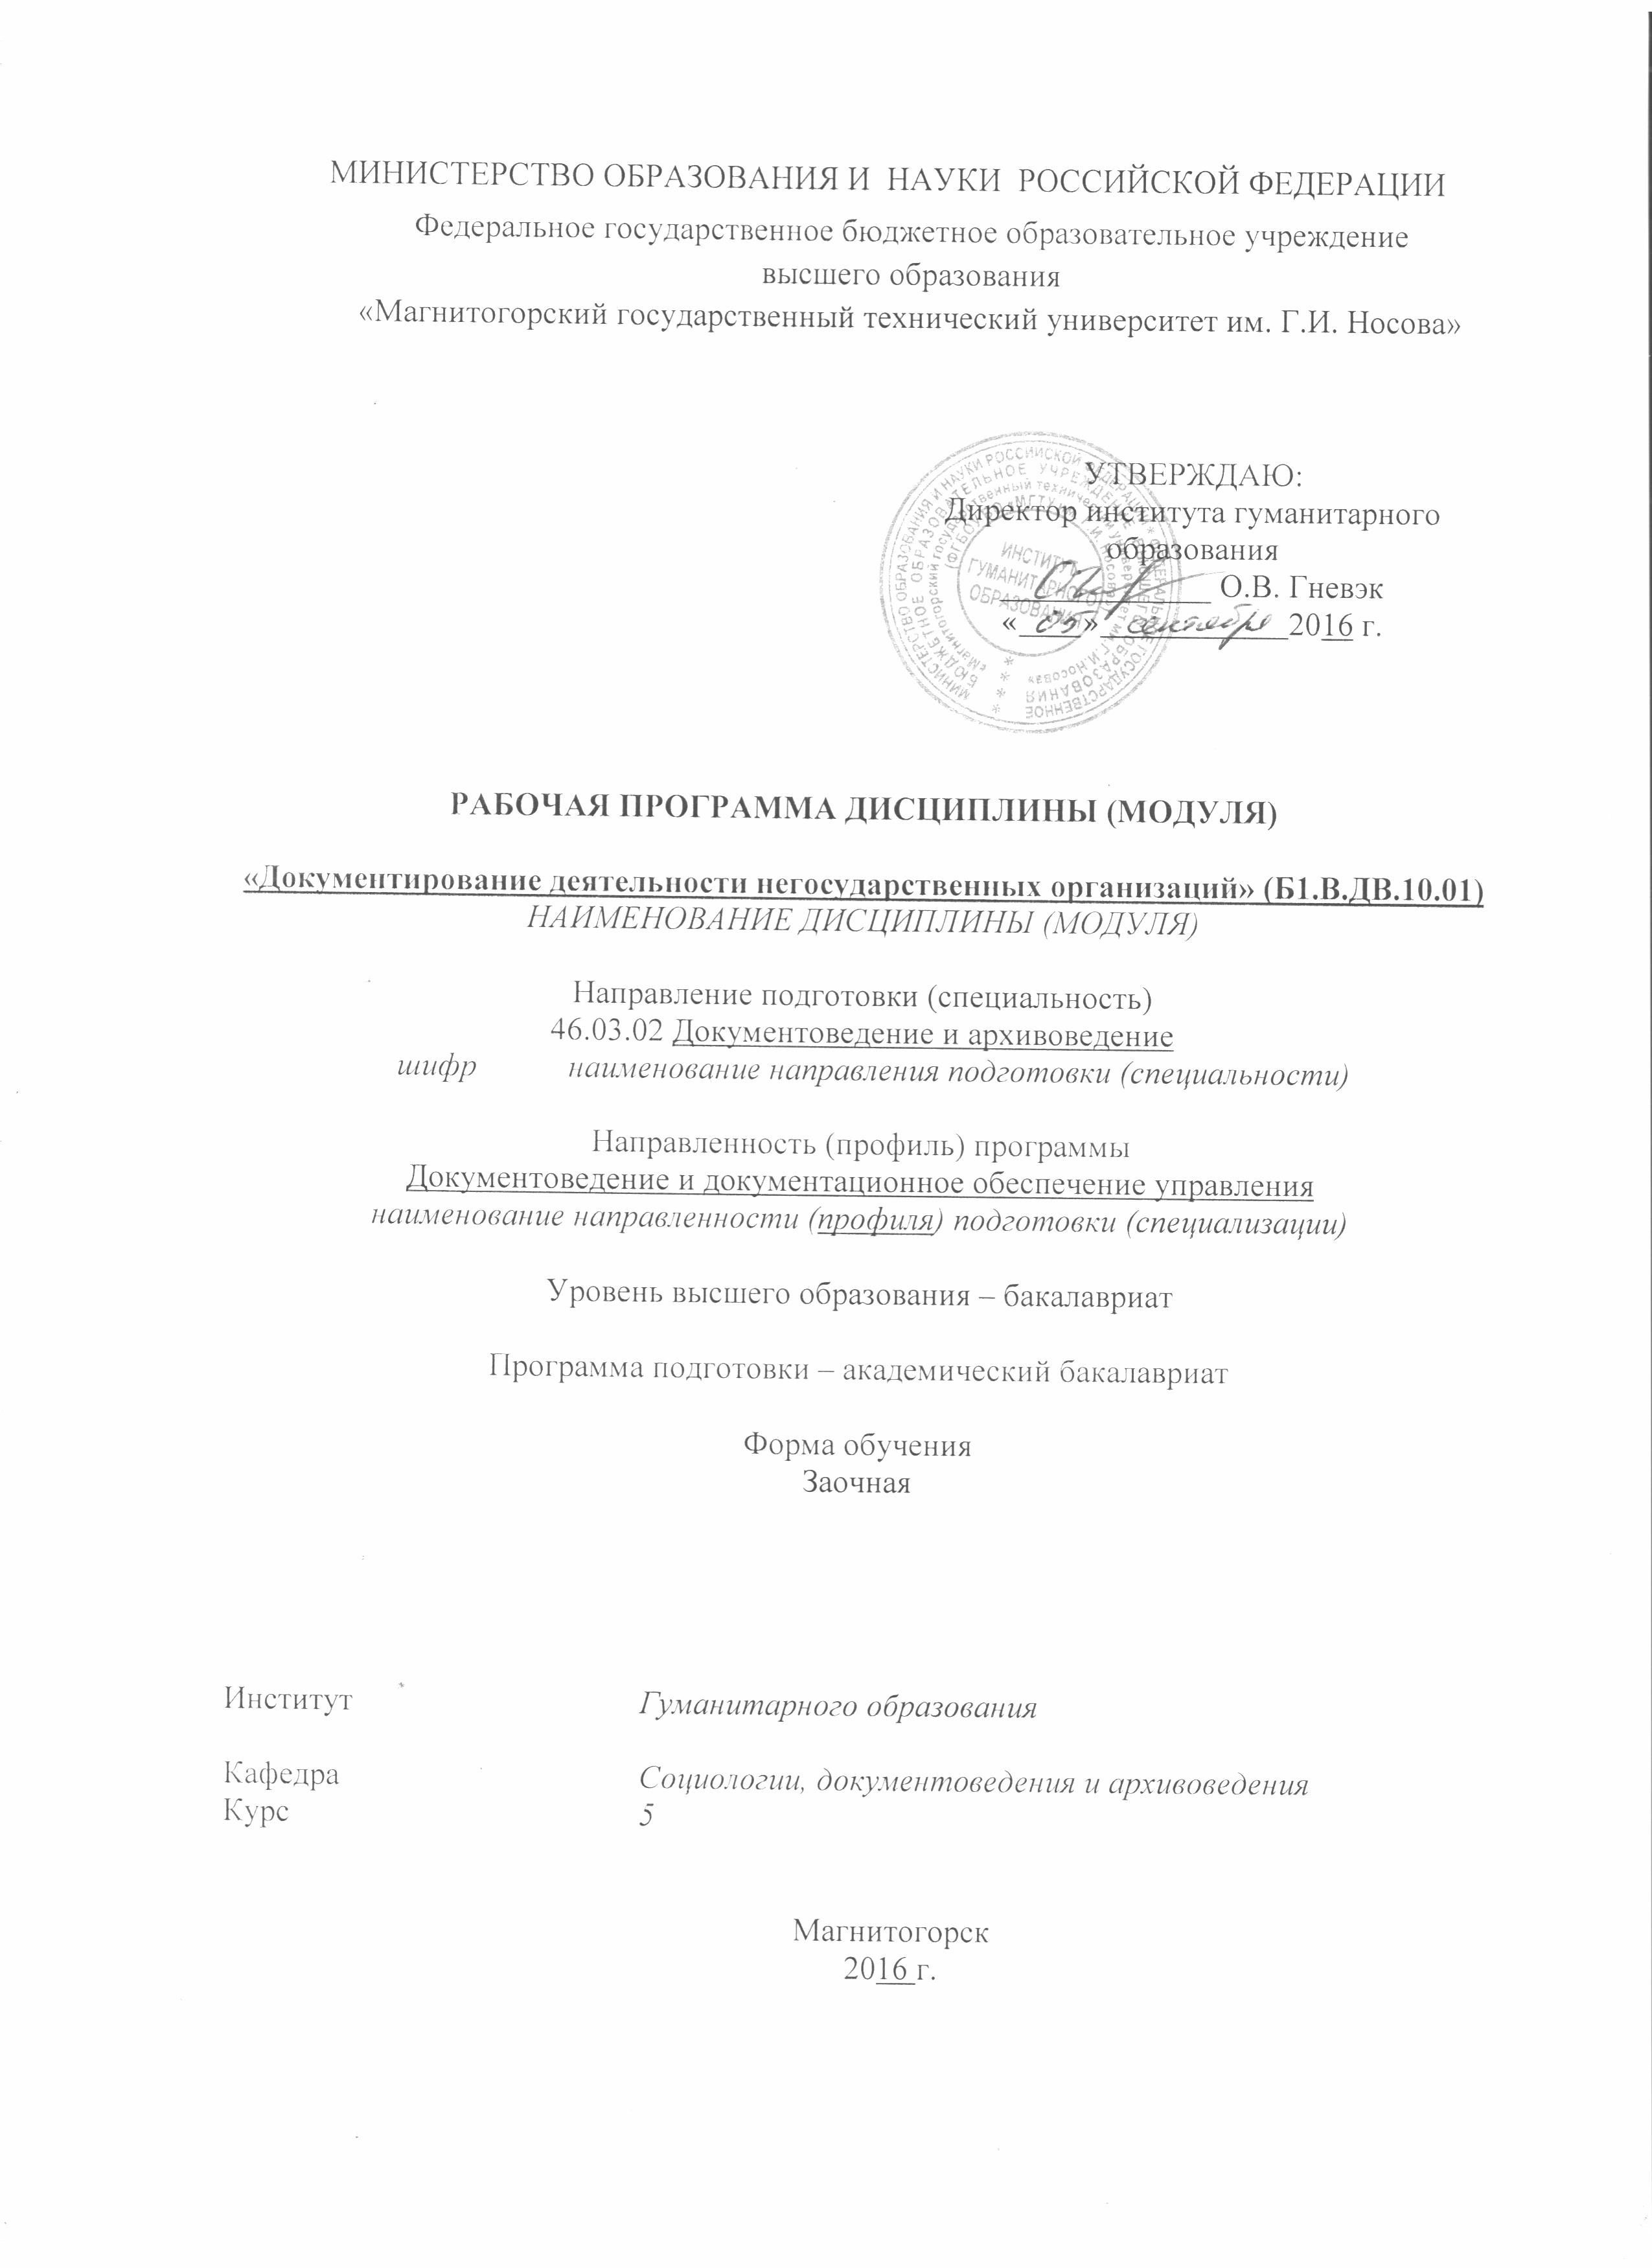 МИНИСТЕРСТВО ОБРАЗОВАНИЯ И НАУКИ РОССИЙСКОЙ ФЕДЕРАЦИИ
Федеральное государственное бюджетное образовательное учреждение
высшего образования
«Магнитогорский государственный технический университет им. Г.И. Носова»
УТВЕРЖДАЮ:
Директор института гуманитарного
образования
О.В. Гневэк
«05» сентября 2016 г.
ИНСТИТУТ
ГУМАНИТАРНОГО
ОБРАЗОВАНИЯ
РАБОЧАЯ ПРОГРАММА ДИСЦИПЛИНЫ (МОДУЛЯ)
«Документирование деятельности негосударственных организаций» (Б1.В.ДВ.10.01)
НАИМЕНОВАНИЕ ДИСЦИПЛИНЫ (МОДУЛЯ)
Направление подготовки (специальность)
46.03.02 Документоведение и архивоведение
шифр наименование направления подготовки (специальности)
Направленность (профиль) программы
Документоведение и документационное обеспечение управления
наименование направленности (профиля) подготовки (специализации)
Уровень высшего образования – бакалавриат
Программа подготовки – академический бакалавриат
Форма обучения
Заочная
Институт Гуманитарного образования
Кафедра Социологии, документоведения и архивоведения
Курс 5
Магнитогорск
2016 г.